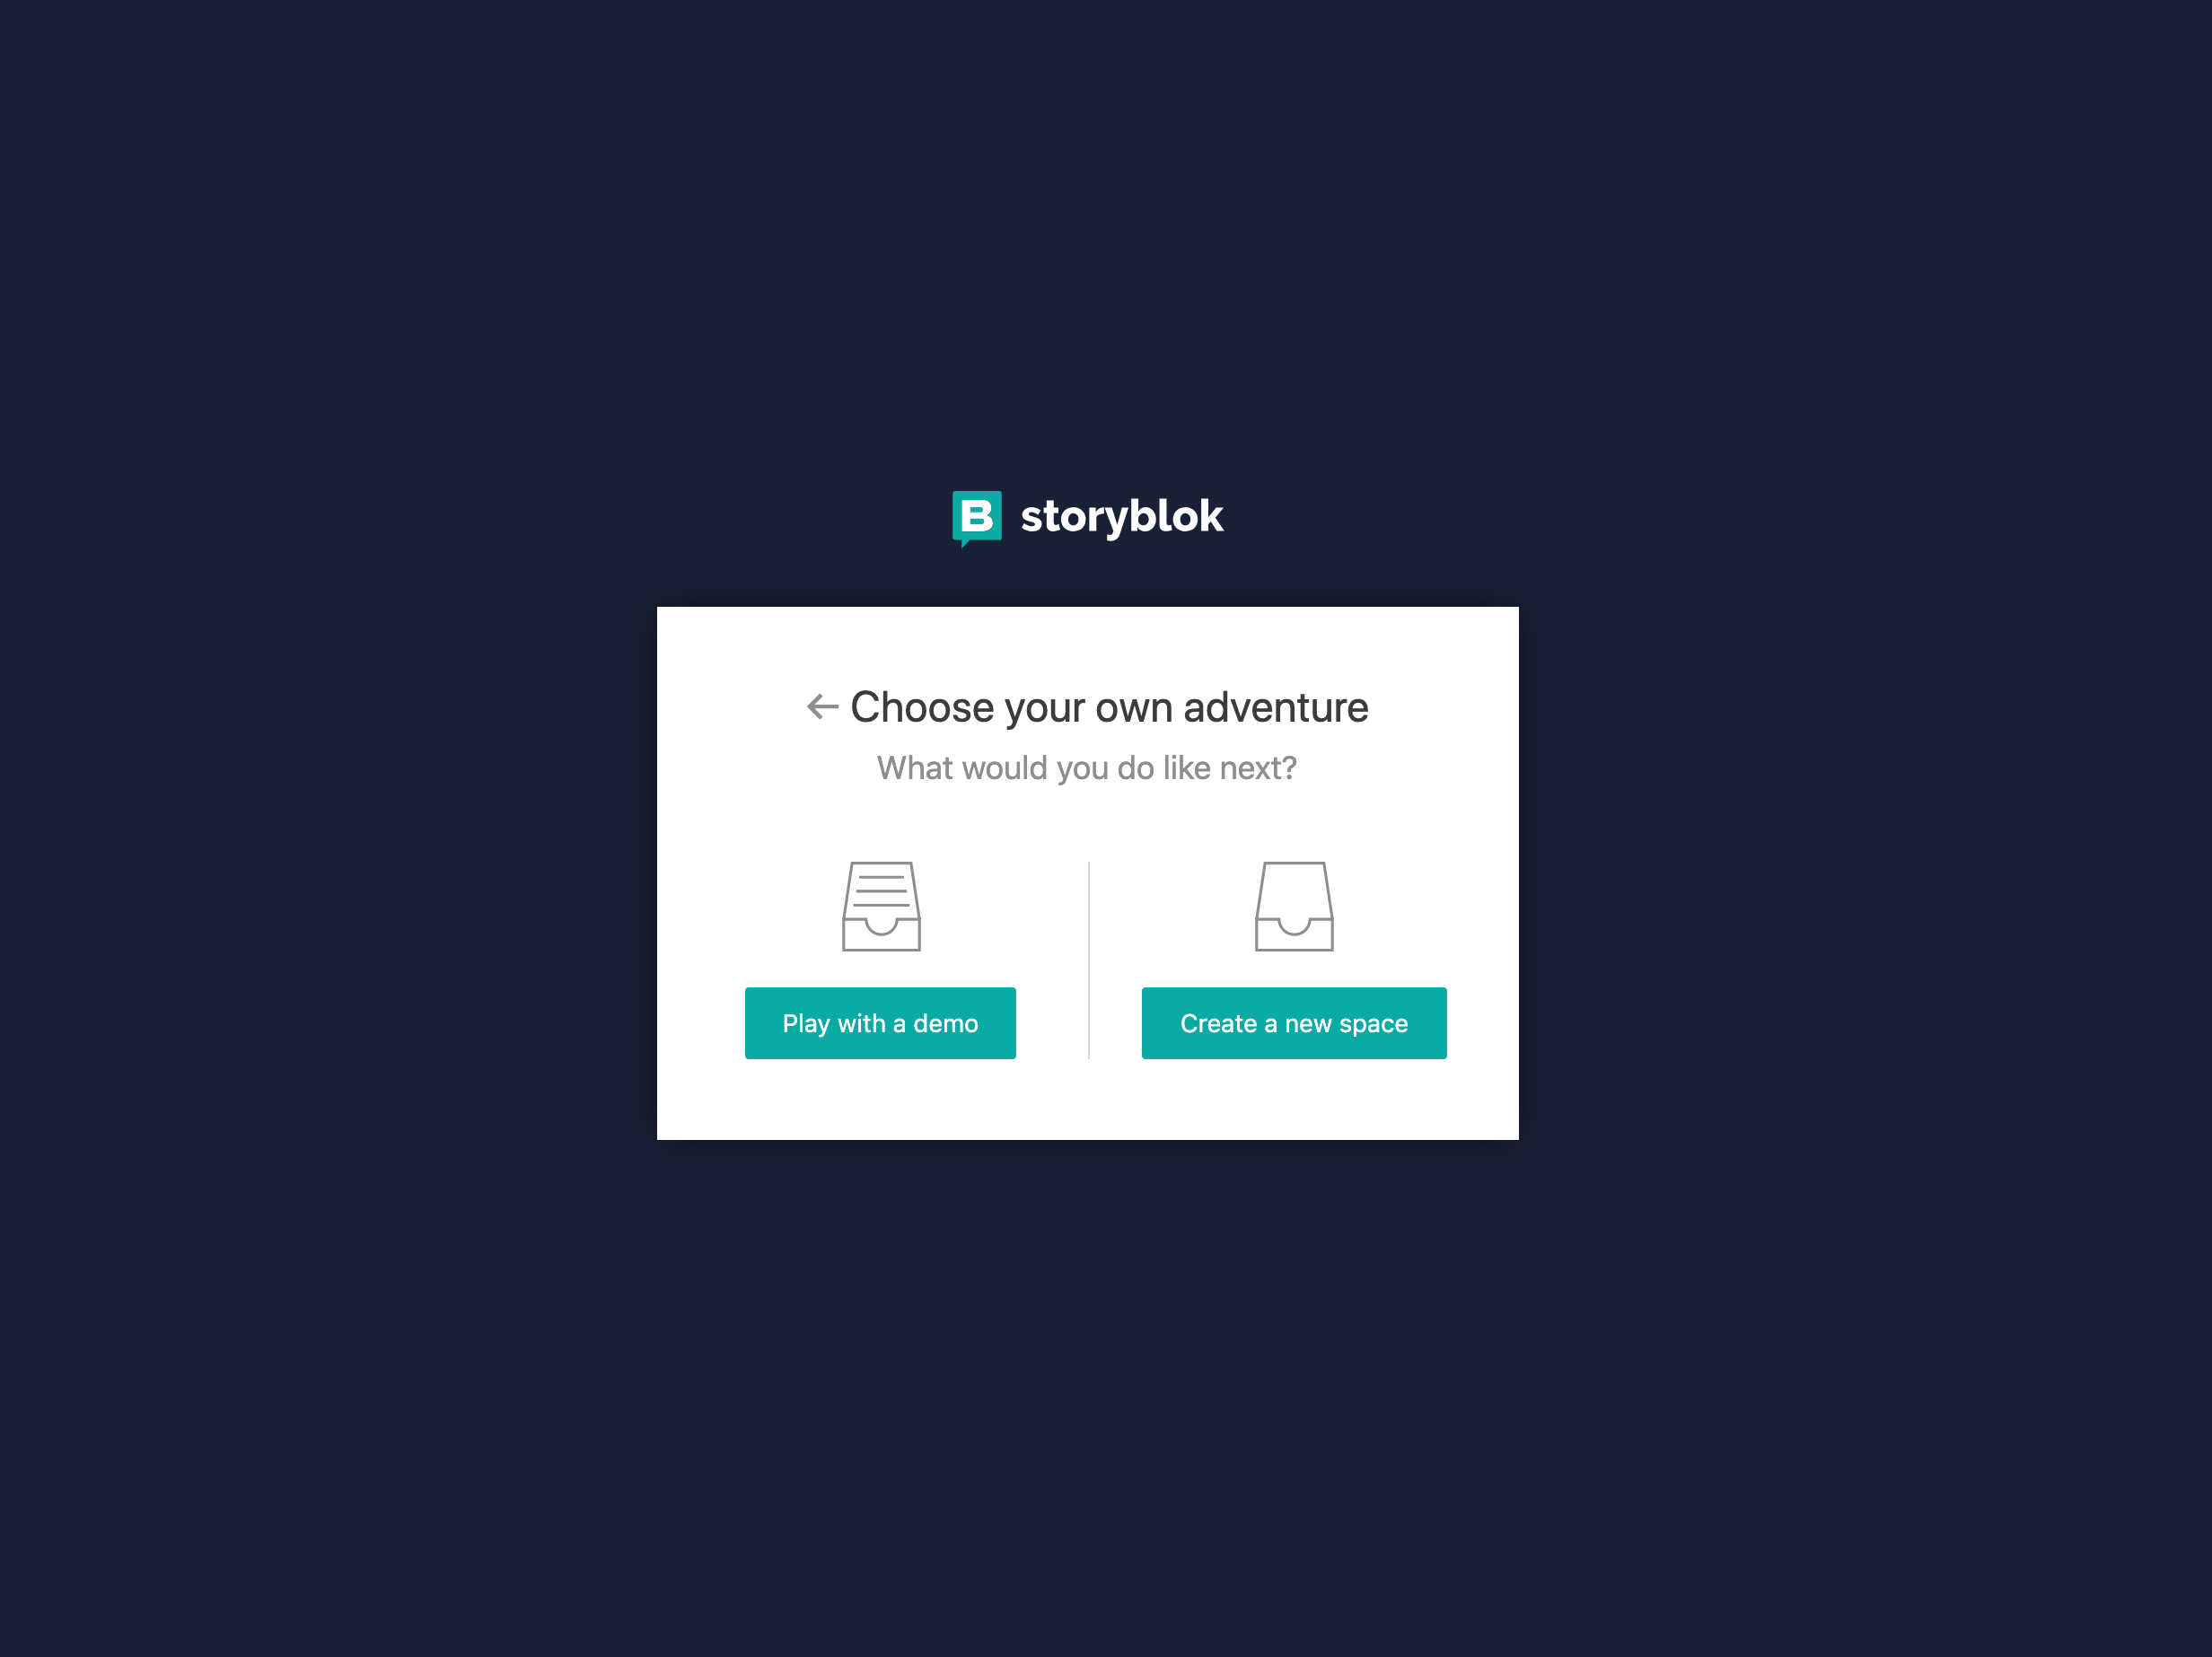 B storyblok
Choose your own adventure
What would you do like next?
Play with a demo
Create a new space